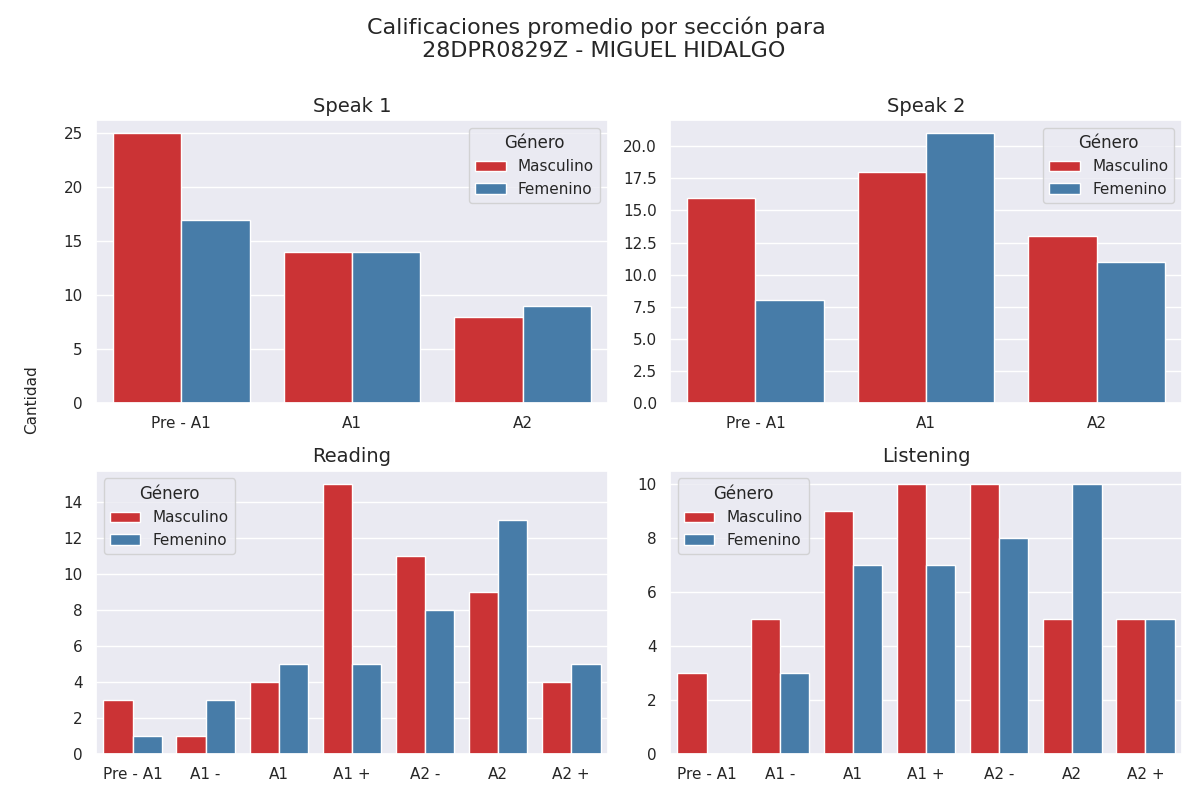 Calificaciones promedio por sección para
28DPR0829Z - MIGUEL HIDALGO
Cantidad
Speak 1
25
20
15
10
5
0
Género
Masculino
Femenino
Pre - A1
A1
A2
Speak 2
20.0
17.5
15.0
12.5
10.0
7.5
5.0
2.5
0.0
Género
Masculino
Femenino
Pre - A1
A1
A2
Reading
14
12
10
8
6
4
2
0
Género
Masculino
Femenino
Pre - A1
A1 -
A1
A1 +
A2 -
A2
A2 +
Listening
10
8
6
4
2
0
Género
Masculino
Femenino
Pre - A1
A1 -
A1
A1 +
A2 -
A2
A2 +